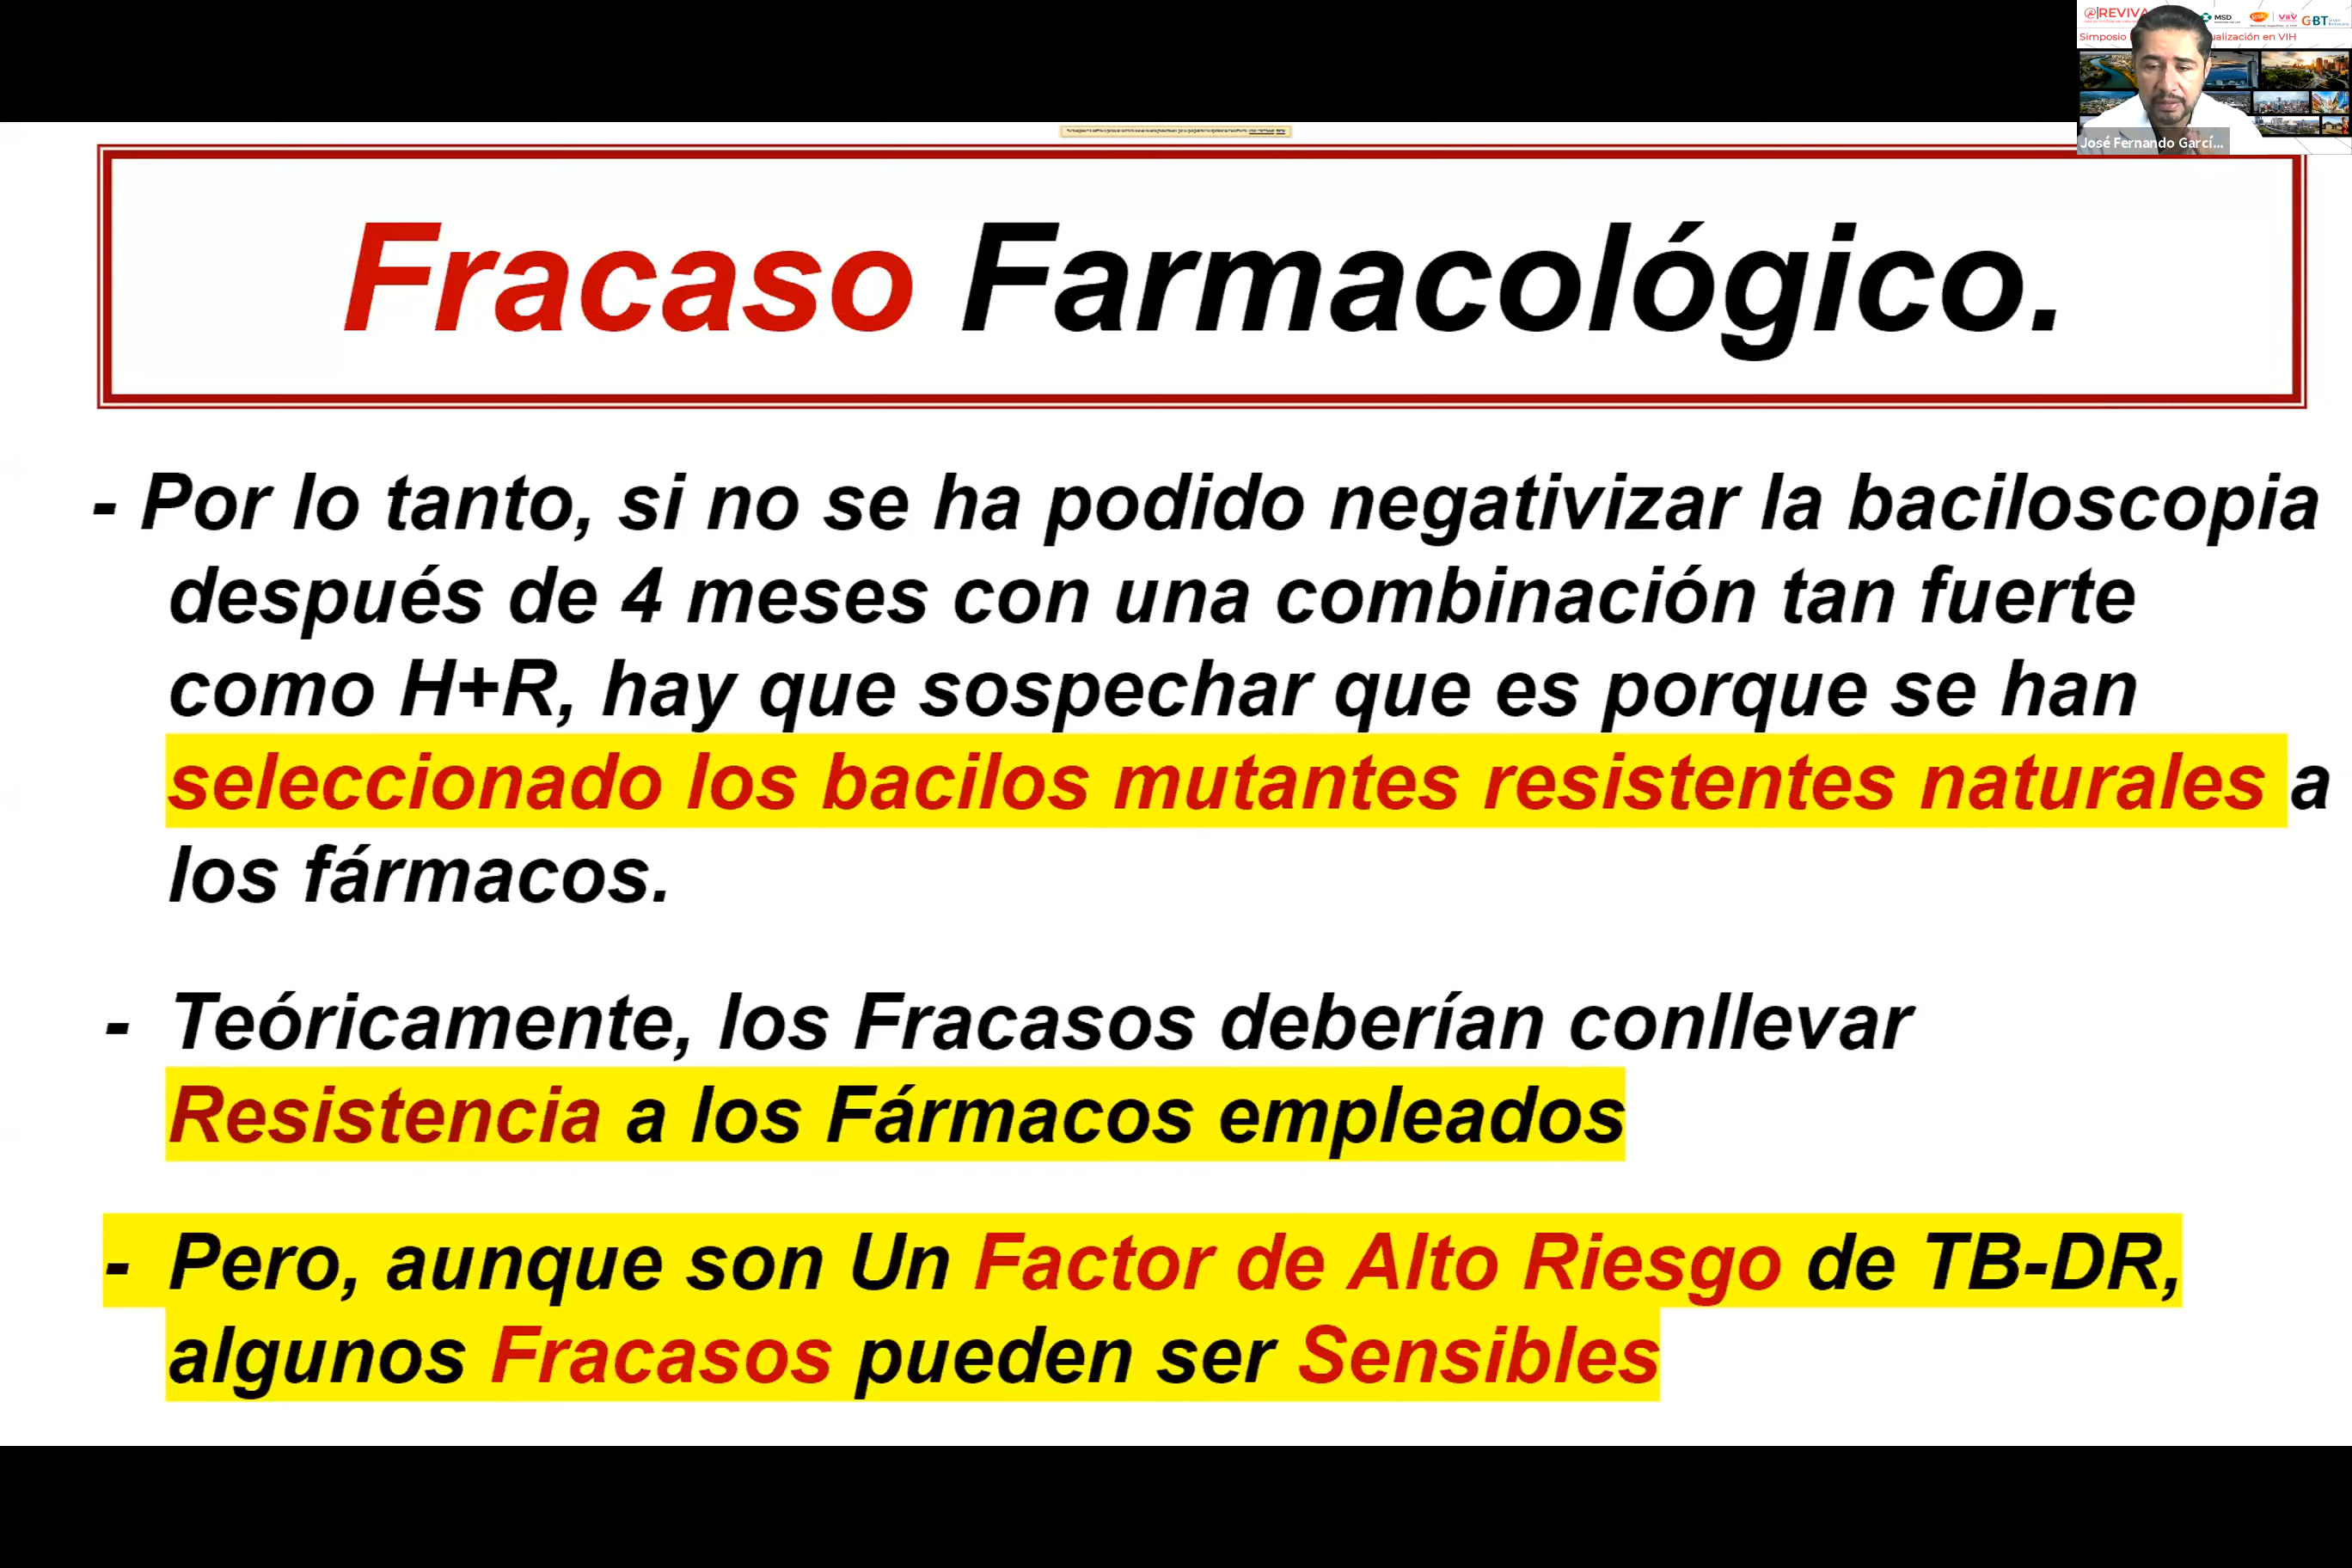 REVIVA
MSD
gsk
ViiV
G-BT
Simposio
ualización en VIH
José Fernando Garcí...
Fracaso Farmacológico.
- Por lo tanto, si no se ha podido negativizar la baciloscopia
después de 4 meses con una combinación tan fuerte
como H+R, hay que sospechar que es porque se han
seleccionado los bacilos mutantes resistentes naturales a
los fármacos.
- Teóricamente, los Fracasos deberían conllevar
Resistencia a los Fármacos empleados
- Pero, aunque son Un Factor de Alto Riesgo de TB-DR,
algunos Fracasos pueden ser Sensibles